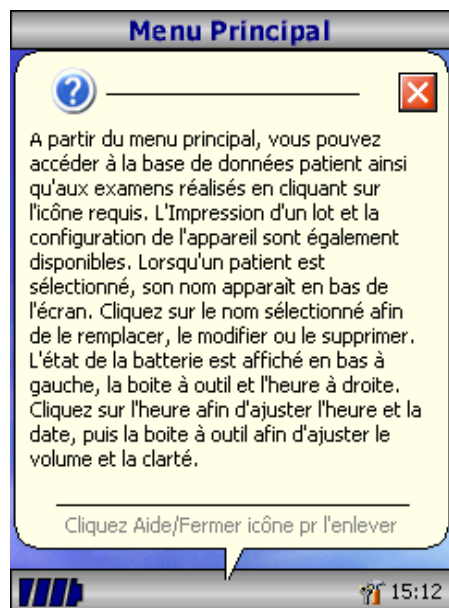 Menu Principal
A partir du menu principal, vous pouvez
accéder à la base de données patient ainsi
qu'aux examens réalisés en cliquant sur
l'icône requis. L'Impression d'un lot et la
configuration de l'appareil sont également
disponibles. Lorsqu'un patient est
sélectionné, son nom apparaît en bas de
l'écran. Cliquez sur le nom sélectionné afin
de le remplacer, le modifier ou le supprimer.
L'état de la batterie est affiché en bas à
gauche, la boite à outil et l'heure à droite.
Cliquez sur l'heure afin d'ajuster l'heure et la
date, puis la boite à outil afin d'ajuster le
volume et la clarté.
Cliquez Aide/Fermer icône pr l'enlever
15:12